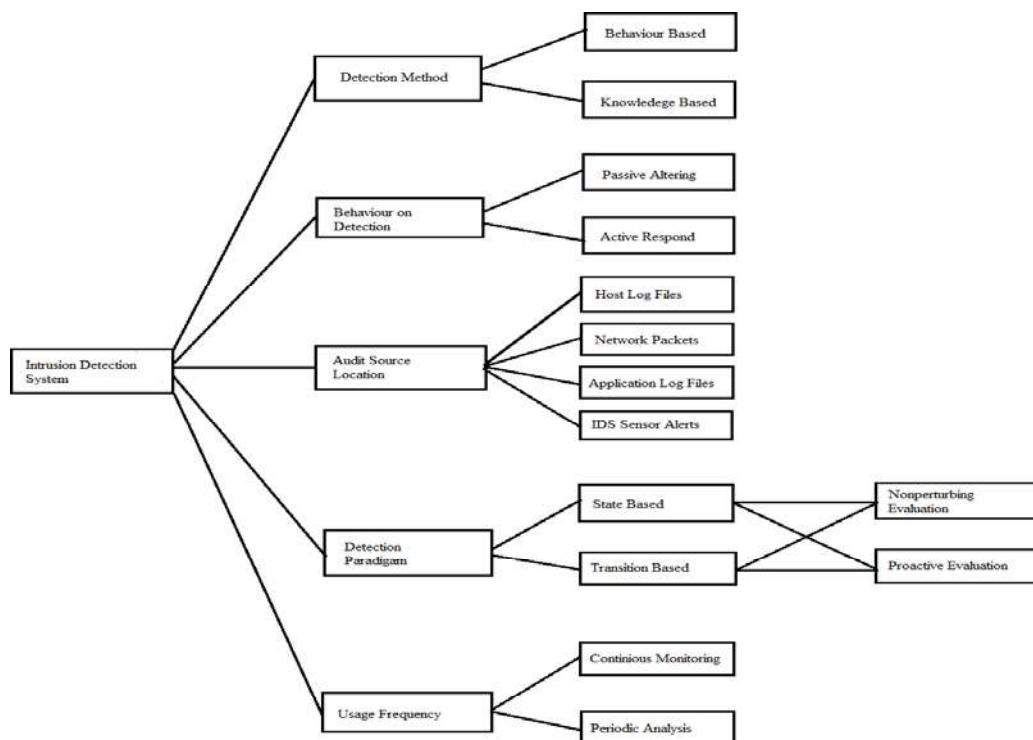 Behaviour Based
Detection Method
Knowledege Based
Passive Altering
Behaviour on
Detection
Active Respond
Host Log Files
Network Packets
Intrusion Detection
System
Audit Source
Location
Application Log Files
IDS Sensor Alerts
State Based
Nonperturbing
Evaluation
Detection
Paradigam
Transition Based
Proactive Evaluation
Continious Monitoring
Usage Frequency
Periodic Analysis